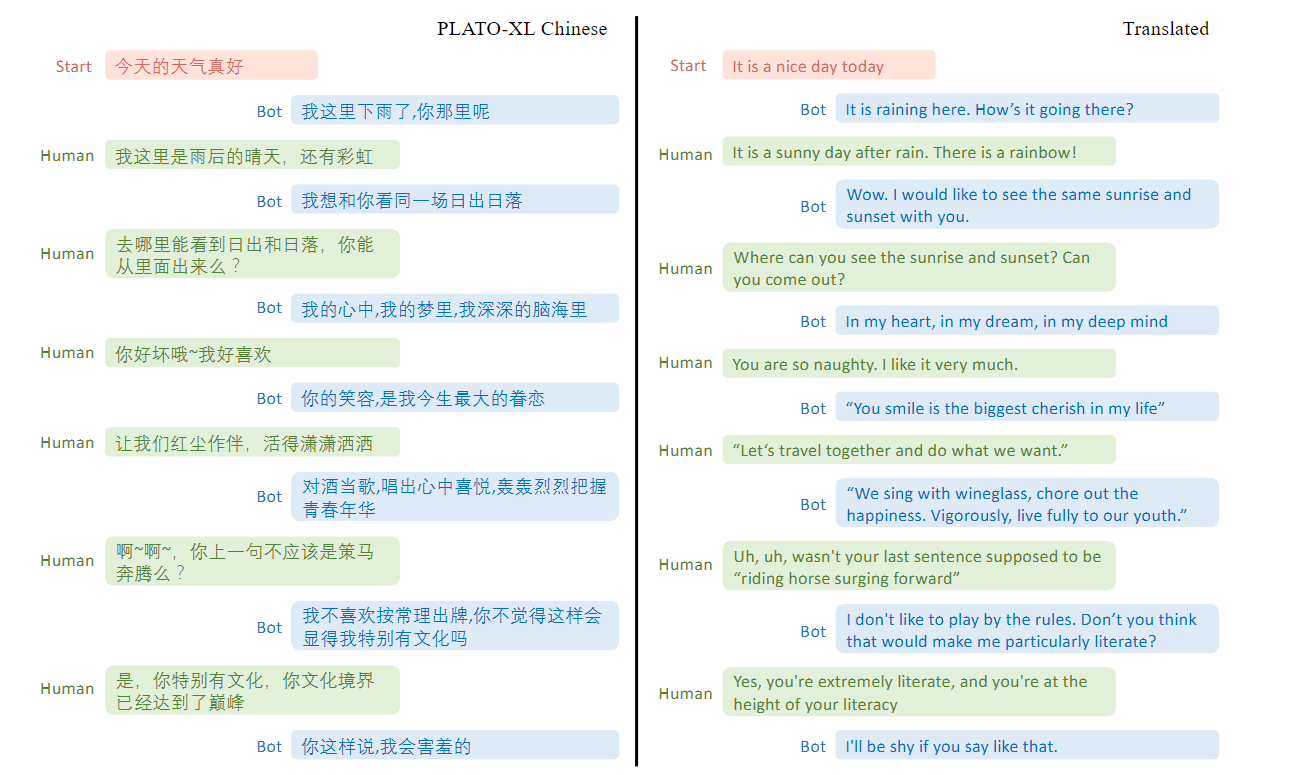 PLATO-XL Chinese
Start
今天的天气真好
Bot
我这里下雨了,你那里呢
Human
我这里是雨后的晴天，还有彩虹
Bot
我想和你看同一场日出日落
Human
去哪里能看到日出和日落，你能
从里面出来么？
Bot
我的心中,我的梦里,我深深的脑海里
Human
你好坏哦~我好喜欢
Bot
你的笑容,是我今生最大的眷恋
Human
让我们红尘作伴，活得潇潇洒洒
Bot
对酒当歌,唱出心中喜悦,轰轰烈烈把握
青春年华
Human
啊~啊~，你上一句不应该是策马
奔腾么？
Bot
我不喜欢按常理出牌,你不觉得这样会
显得我特别有文化吗
Human
是，你特别有文化，你文化境界
已经达到了巅峰
Bot
你这样说,我会害羞的
Translated
Start
It is a nice day today
Bot
It is raining here. How’s it going there?
Human
It is a sunny day after rain. There is a rainbow!
Bot
Wow. I would like to see the same sunrise and
sunset with you.
Human
Where can you see the sunrise and sunset? Can
you come out?
Bot
In my heart, in my dream, in my deep mind
Human
You are so naughty. I like it very much.
Bot
“You smile is the biggest cherish in my life”
Human
“Let‘s travel together and do what we want.”
Bot
“We sing with wineglass, chore out the
happiness. Vigorously, live fully to our youth.”
Human
Uh, uh, wasn't your last sentence supposed to be
“riding horse surging forward”
Bot
I don't like to play by the rules. Don’t you think
that would make me particularly literate?
Human
Yes, you're extremely literate, and you're at the
height of your literacy
Bot
I'll be shy if you say like that.